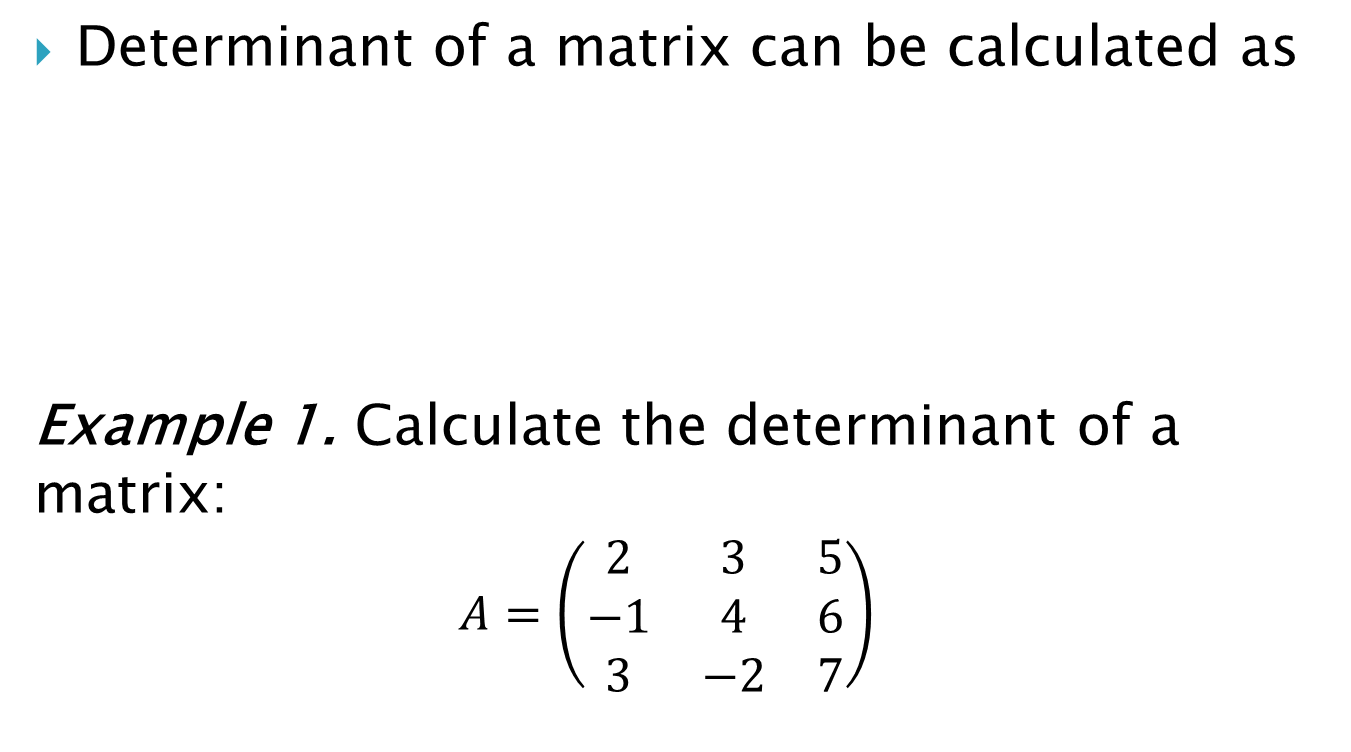 Determinant of a matrix can be calculated as
Example 1. Calculate the determinant of a
matrix:
2 3 5
A = −1 4 6
3 −2 7